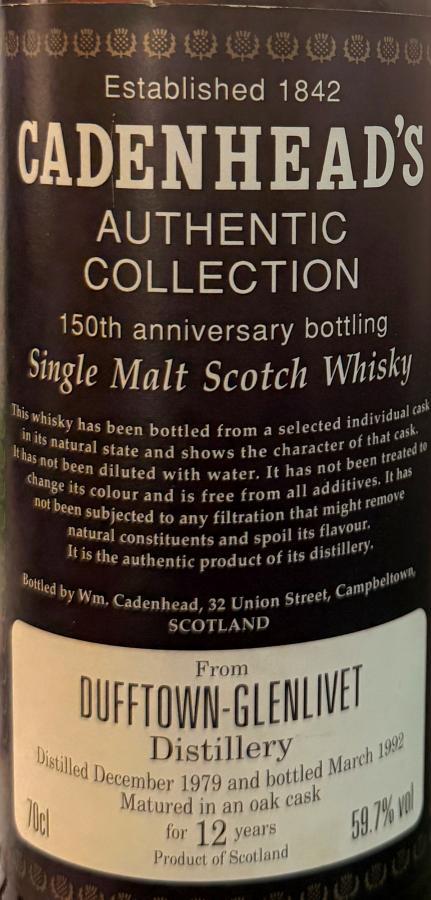 Established 1842
CADENHEAD'S
AUTHENTIC
COLLECTION
150th anniversary bottling
Single Malt Scotch Whisky
This whisky has been bottled from a selected individual cask
in its natural state and shows the character of that cask.
It has not been diluted with water. It has not been treated to
change its colour and is free from all additives. It has
not been subjected to any filtration that might remove
natural constituents and spoil its flavour.
It is the authentic product of its distillery.
Bottled by Wm. Cadenhead, 32 Union Street, Campbeltown,
SCOTLAND
From
DUFFTOWN-GLENLIVET
Distillery
Distilled December 1979 and bottled March 1992
Matured in an oak cask
for 12 years
70cl
59.7% vol
Product of Scotland